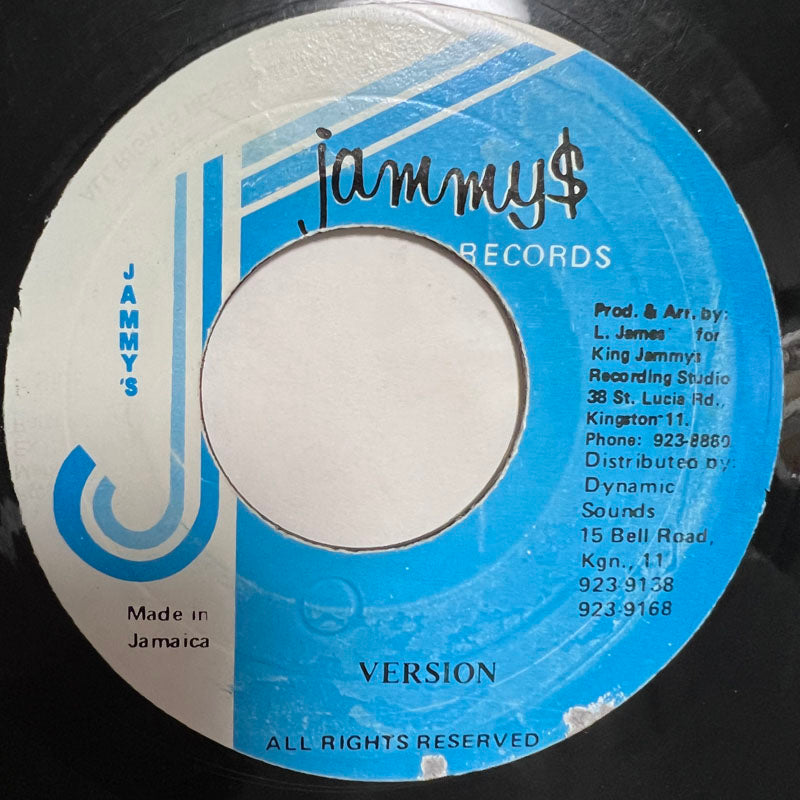 jammy$
RECORDS
JAMMY'S
Prod. & Arr. by:
L. James for
King Jammys
Recording Studio
38 St. Lucia Rd.,
Kingston 11.
Phone: 923-8880
Distributed by:
Dynamic
Sounds
15 Bell Road,
Kgn., 11
923-9138
923-9168
Made in
Jamaica
VERSION
ALL RIGHTS RESERVED